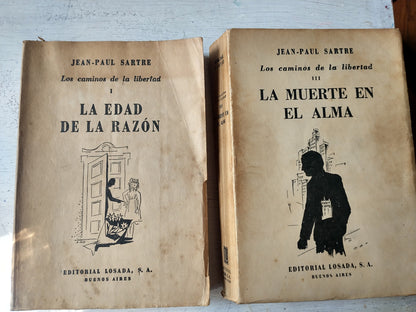 JEAN-PAUL SARTRE
Los caminos de la libertad
I
LA EDAD
DE LA RAZÓN
EDITORIAL LOSADA, S. A.
BUENOS AIRES
JEAN-PAUL SARTRE
Los caminos de la libertad
III
LA MUERTE EN
EL ALMA
EDITORIAL LOSADA, S. A.
BUENOS AIRES